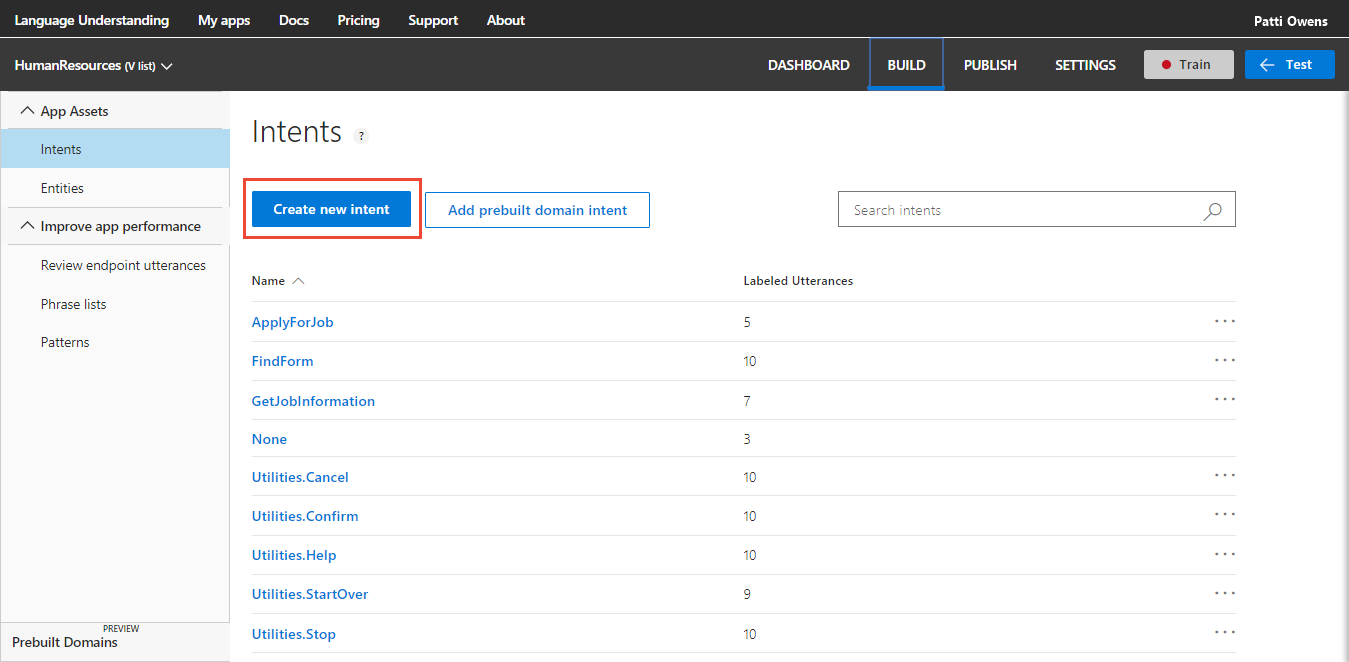 Language Understanding My apps Docs Pricing Support About Patti Owens
HumanResources (V list) DASHBOARD BUILD PUBLISH SETTINGS Train Test
App Assets
Intents
Entities
Improve app performance
Review endpoint utterances
Phrase lists
Patterns
PREVIEW
Prebuilt Domains
Intents ?
Create new intent Add prebuilt domain intent Search intents
Name Labeled Utterances
ApplyForJob 5 ...
FindForm 10 ...
GetJobInformation 7 ...
None 3
Utilities.Cancel 10 ...
Utilities.Confirm 10 ...
Utilities.Help 10 ...
Utilities.StartOver 9 ...
Utilities.Stop 10 ...